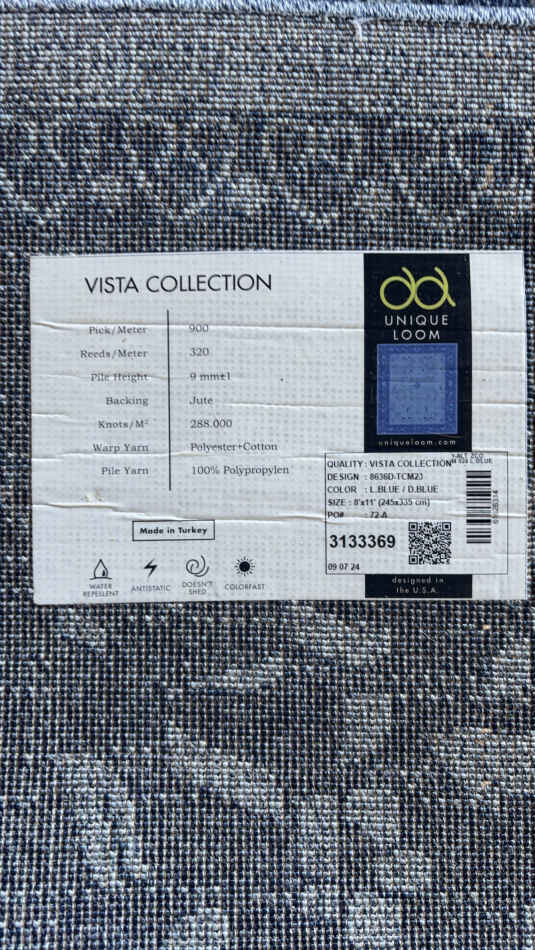 VISTA COLLECTION
Pick/Meter 900
Reeds/Meter 320
Pile Height 9 mm±1
Backing Jute
Knots/M² 288.000
Warp Yarn Polyester+Cotton
Pile Yarn 100% Polypropylen
Made in Turkey
WATER REPELLENT
ANTISTATIC
DOESN'T SHED
COLORFAST
UNIQUE
LOOM
uniqueloom.com
QUALITY : VISTA COLLECTION
DESIGN : 8636D-TCM23
COLOR : L.BLUE / D.BLUE
SIZE : 8'x11' (245x335 cm)
PO# : 72-A
3133369
09 07 24
designed in
the U.S.A.